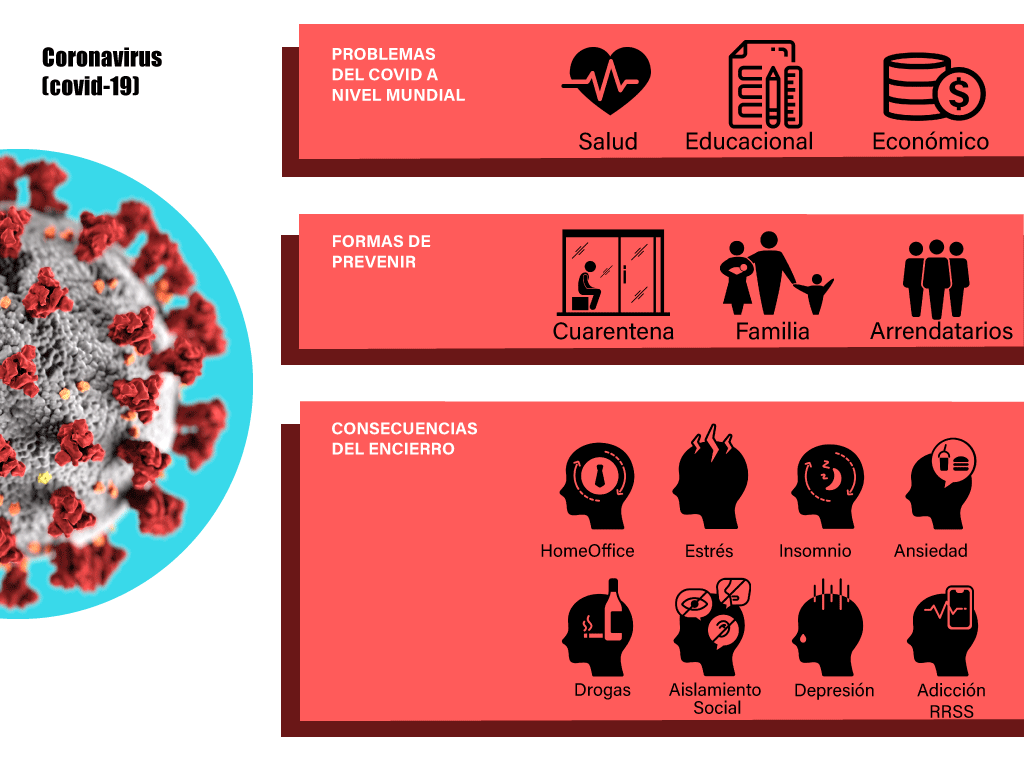 Coronavirus
(covid-19)
PROBLEMAS
DEL COVID A
NIVEL MUNDIAL
$
Salud
Educacional
Económico
FORMAS DE
PREVENIR
Cuarentena
Familia
Arrendatarios
CONSECUENCIAS
DEL ENCIERRO
z
z
HomeOffice
Estrés
Insomnio
Ansiedad
Drogas
Aislamiento
Social
Depresión
Adicción
RRSS